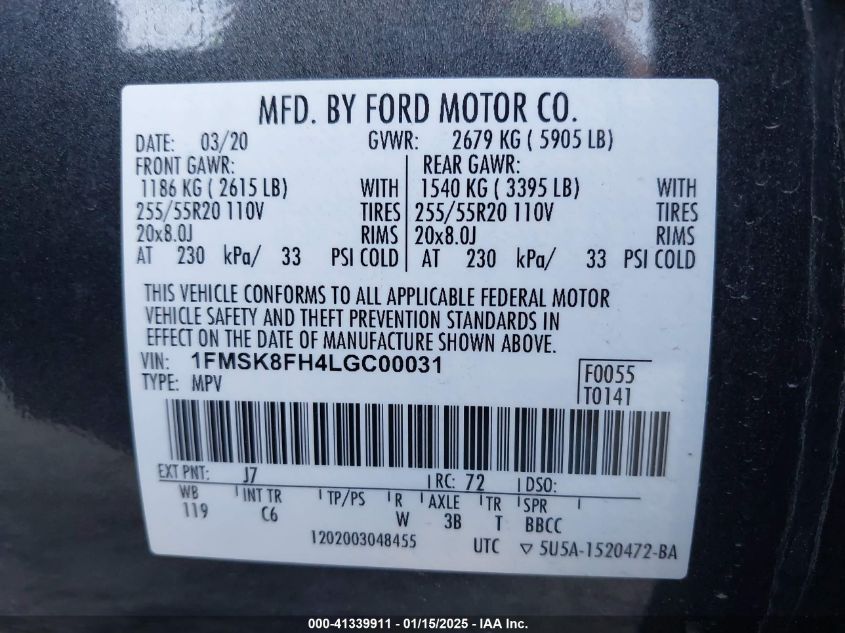 MFD. BY FORD MOTOR CO.
DATE: 03/20 GVWR: 2679 KG ( 5905 LB)
FRONT GAWR: REAR GAWR:
1186 KG ( 2615 LB) WITH 1540 KG ( 3395 LB) WITH
255/55R20 110V TIRES 255/55R20 110V TIRES
20x8.0J RIMS 20x8.0J RIMS
AT 230 kPa/ 33 PSI COLD AT 230 kPa/ 33 PSI COLD
THIS VEHICLE CONFORMS TO ALL APPLICABLE FEDERAL MOTOR
VEHICLE SAFETY AND THEFT PREVENTION STANDARDS IN
EFFECT ON THE DATE OF MANUFACTURE SHOWN ABOVE.
VIN: 1FMSK8FH4LGC00031 F0055
TYPE: MPV T0141
EXT PNT: J7 RC: 72 DSO:
WB INT TR TP/PS R AXLE TR SPR
119 C6 W 3B T BBCC
1202003048455 UTC ▽ 5U5A-1520472-BA
000-41339911 - 01/15/2025 - IAA Inc.